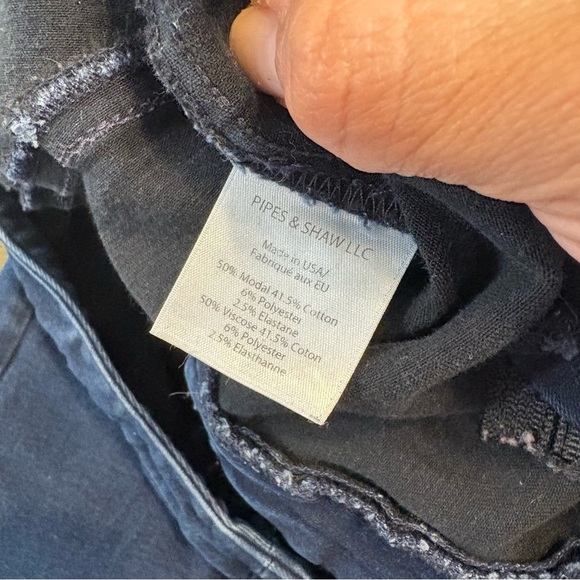 PIPES & SHAW LLC
Made in USA/
Fabriqué aux EU
50% Modal 41.5% Cotton
6% Polyester
2.5% Elastane
50% Viscose 41.5% Coton
6% Polyester
2.5% Elasthanne